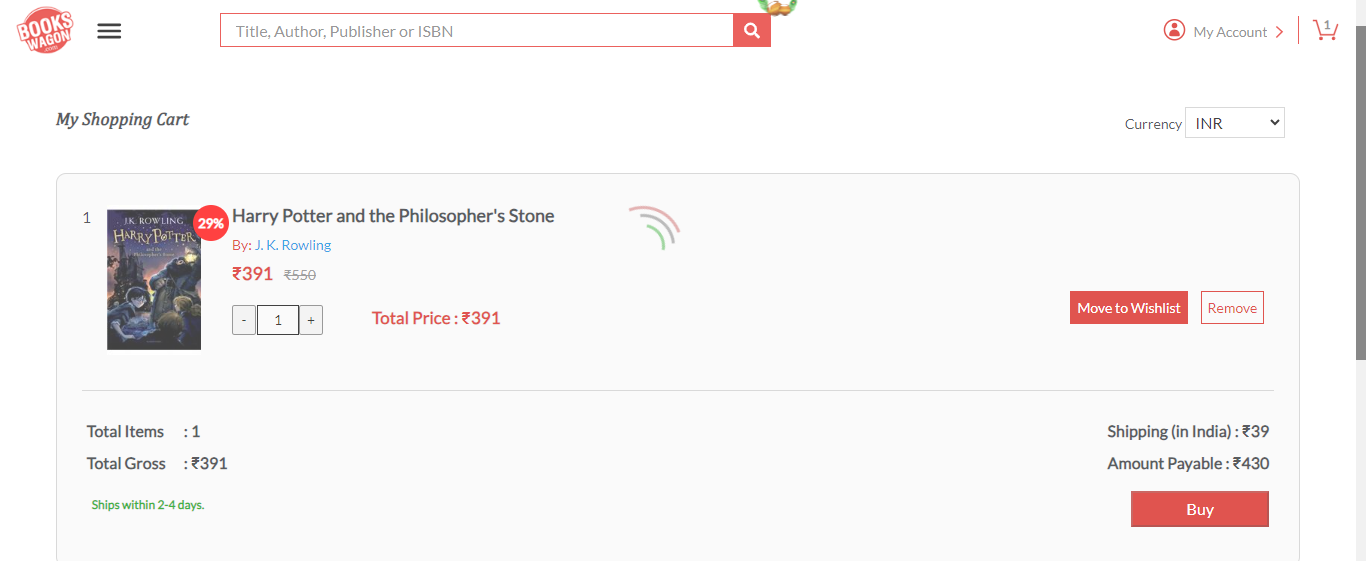 BOOKS
WAGON
.com
Title, Author, Publisher or ISBN
My Account
1
My Shopping Cart
Currency INR
1
J.K. ROWLING
HARRY POTTER
and the
Philosopher's Stone
29%
Harry Potter and the Philosopher's Stone
By: J. K. Rowling
₹391 ₹550
- 1 +
Total Price : ₹391
Move to Wishlist
Remove
Total Items : 1
Shipping (in India) : ₹39
Total Gross : ₹391
Amount Payable : ₹430
Ships within 2-4 days.
Buy